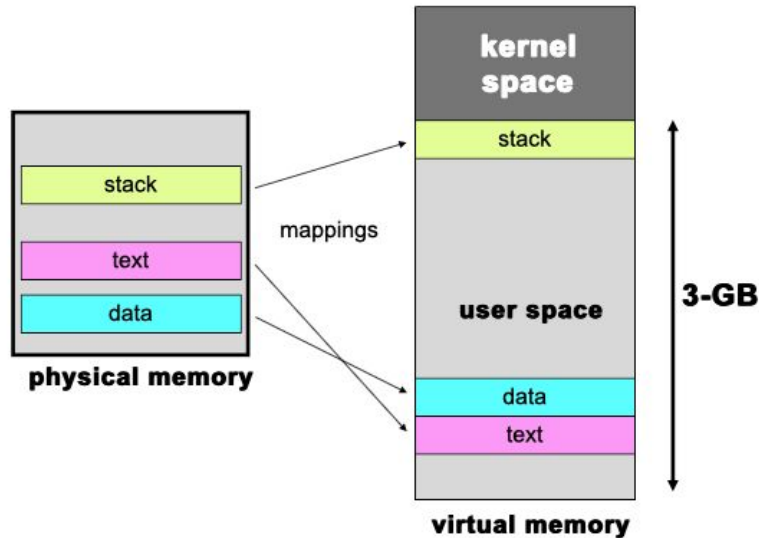 kernel
space
stack
stack
mappings
text
data
user space
3-GB
physical memory
data
text
virtual memory